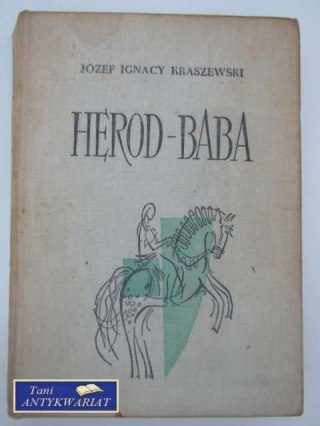 JÓZEF IGNACY KRASZEWSKI
HEROD-BABA
Tani
ANTYKWARIAT